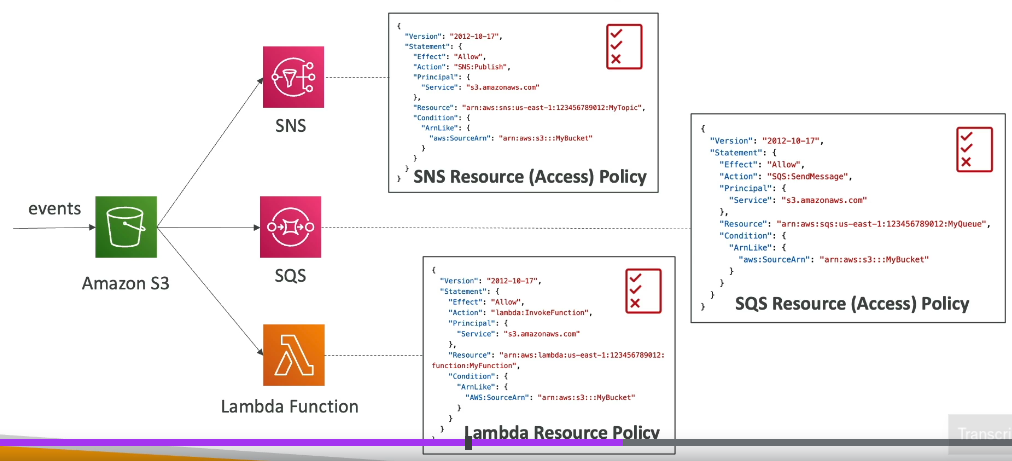 {
"Version": "2012-10-17",
"Statement": {
"Effect": "Allow",
"Action": "SNS:Publish",
"Principal": {
"Service": "s3.amazonaws.com"
},
"Resource": "arn:aws:sns:us-east-1:123456789012:MyTopic",
"Condition": {
"ArnLike": {
"aws:SourceArn": "arn:aws:s3:::MyBucket"
}
}
}
}
SNS Resource (Access) Policy
SNS
{
"Version": "2012-10-17",
"Statement": {
"Effect": "Allow",
"Action": "SQS:SendMessage",
"Principal": {
"Service": "s3.amazonaws.com"
},
"Resource": "arn:aws:sqs:us-east-1:123456789012:MyQueue",
"Condition": {
"ArnLike": {
"aws:SourceArn": "arn:aws:s3:::MyBucket"
}
}
}
}
SQS Resource (Access) Policy
events
Amazon S3
SQS
{
"Version": "2012-10-17",
"Statement": {
"Effect": "Allow",
"Action": "lambda:InvokeFunction",
"Principal": {
"Service": "s3.amazonaws.com"
},
"Resource": "arn:aws:lambda:us-east-1:123456789012:
function:MyFunction",
"Condition": {
"ArnLike": {
"AWS:SourceArn": "arn:aws:s3:::MyBucket"
}
}
}
}
Lambda Resource Policy
Lambda Function
Transcri